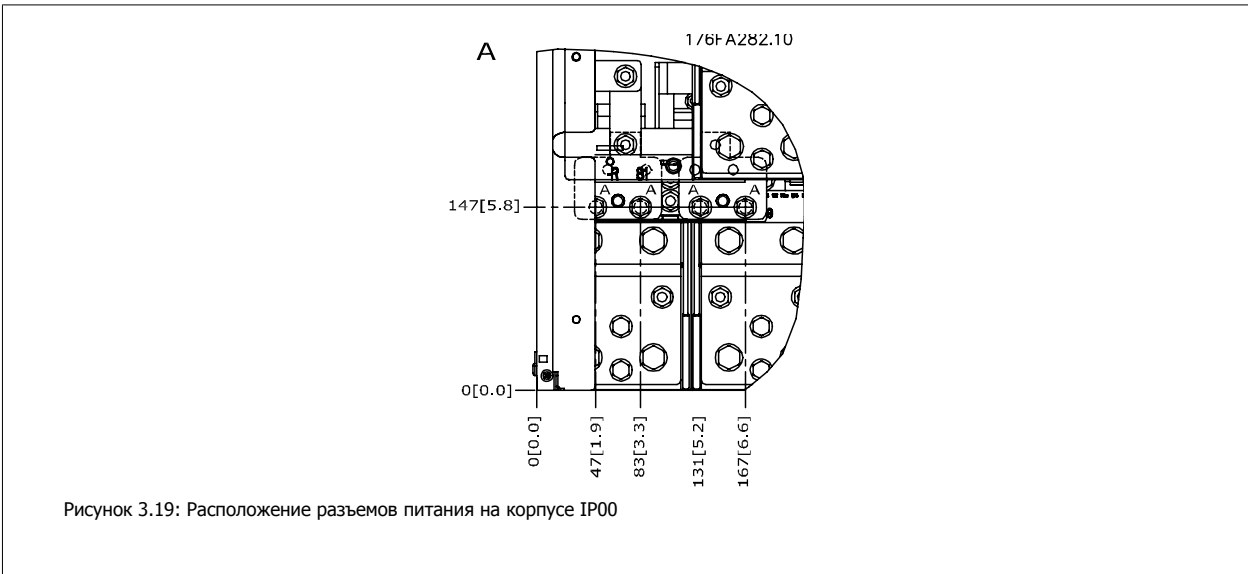 A
176FA282.10
A A A A
147[5.8]
0[0.0]
0[0.0]
47[1.9]
83[3.3]
131[5.2]
167[6.6]
Рисунок 3.19: Расположение разъемов питания на корпусе IP00